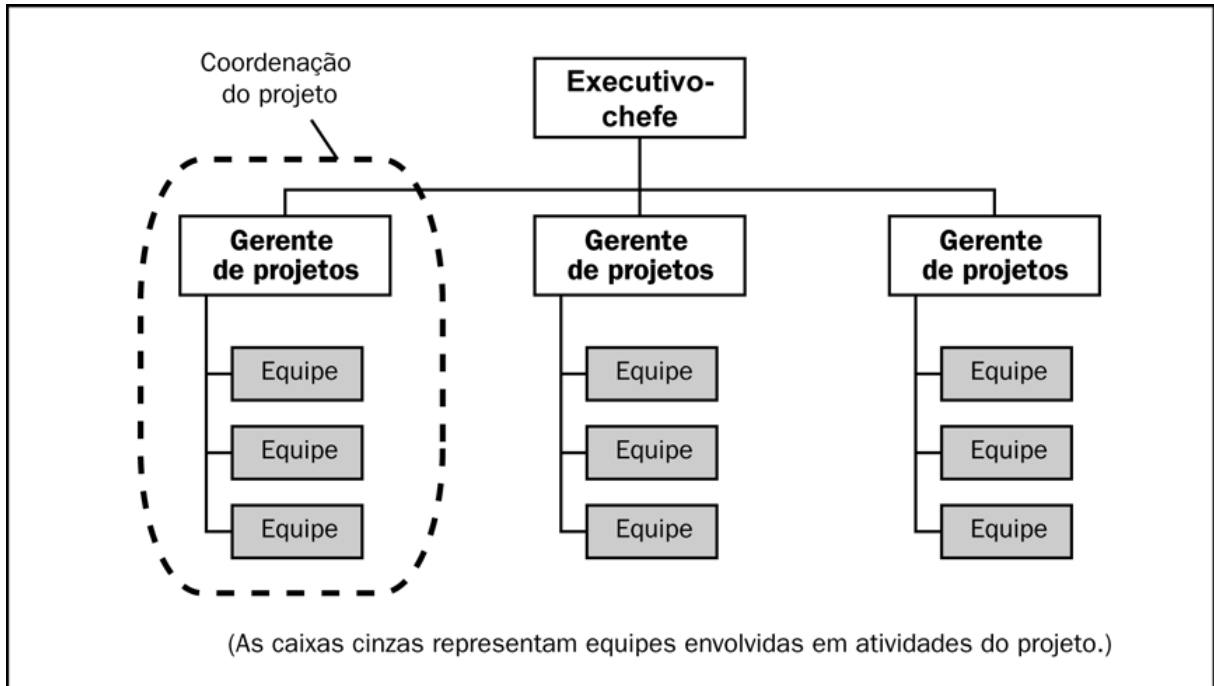 Coordenação
do projeto
Executivo-
chefe
Gerente
de projetos
Gerente
de projetos
Gerente
de projetos
Equipe
Equipe
Equipe
Equipe
Equipe
Equipe
Equipe
Equipe
Equipe
(As caixas cinzas representam equipes envolvidas em atividades do projeto.)